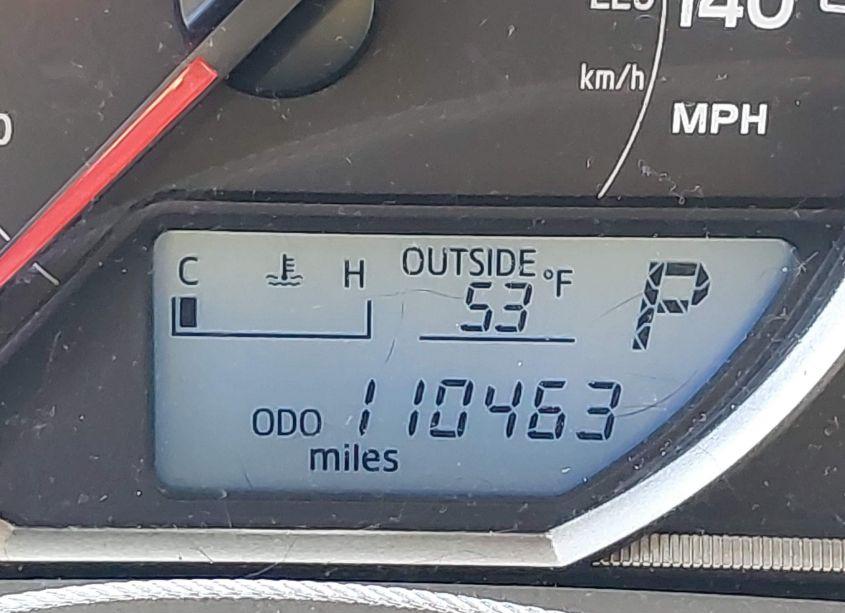 140
km/h
MPH
C H OUTSIDE °F P
53
ODO 110463
miles